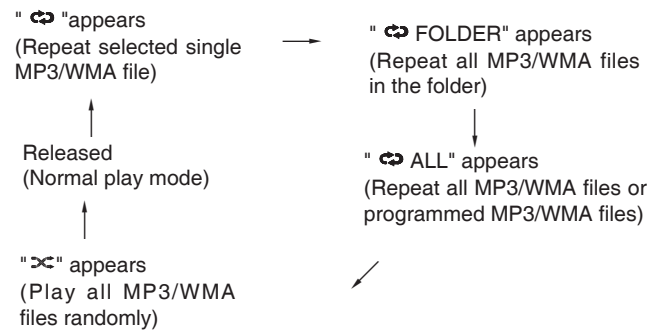 " 🔁 "appears
(Repeat selected single
MP3/WMA file)
" 🔁 FOLDER" appears
(Repeat all MP3/WMA files
in the folder)
Released
(Normal play mode)
" 🔁 ALL" appears
(Repeat all MP3/WMA files or
programmed MP3/WMA files)
"🔀" appears
(Play all MP3/WMA
files randomly)